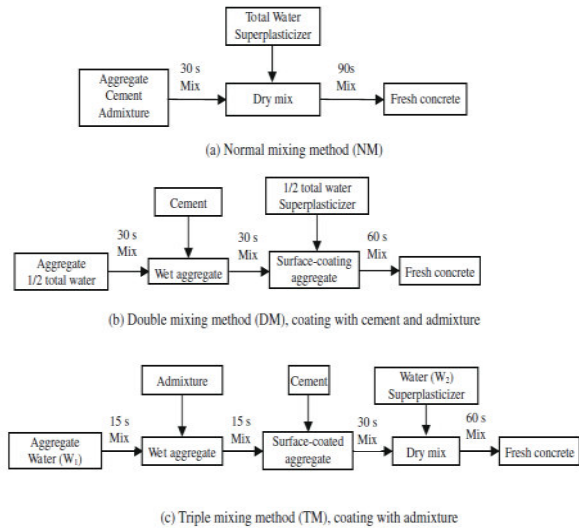 Total Water
Superplasticizer
30 s
Mix
90s
Mix
Aggregate
Cement
Admixture
Dry mix
Fresh concrete
(a) Normal mixing method (NM)
Cement
1/2 total water
Superplasticizer
30 s
Mix
30 s
Mix
60 s
Mix
Aggregate
1/2 total water
Wet aggregate
Surface-coating
aggregate
Fresh concrete
(b) Double mixing method (DM), coating with cement and admixture
Admixture
Cement
Water (W₂)
Superplasticizer
15 s
Mix
15 s
Mix
30 s
Mix
60 s
Mix
Aggregate
Water (W₁)
Wet aggregate
Surface-coated
aggregate
Dry mix
Fresh concrete
(c) Triple mixing method (TM), coating with admixture